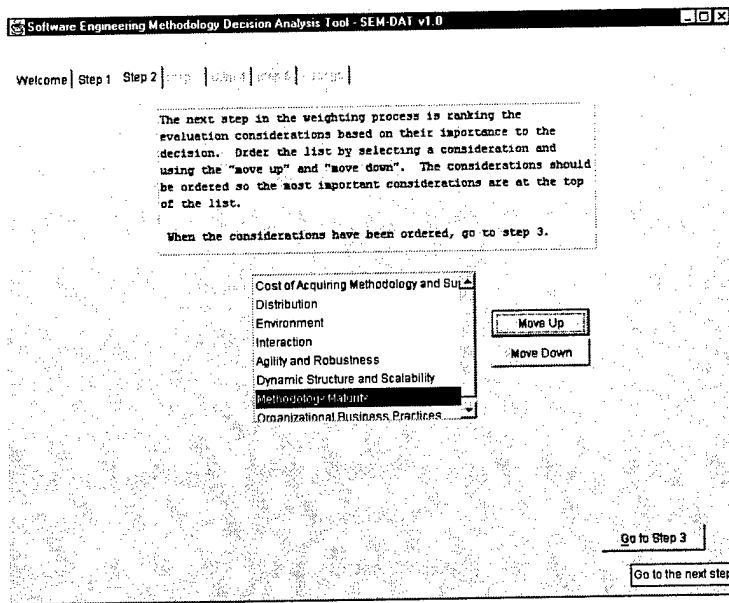 Software Engineering Methodology Decision Analysis Tool - SEM-DAT v1.0
Welcome Step 1 Step 2
The next step in the weighting process is ranking the
evaluation considerations based on their importance to the
decision. Order the list by selecting a consideration and
using the "move up" and "move down". The considerations should
be ordered so the most important considerations are at the top
of the list.
When the considerations have been ordered, go to step 3.
Cost of Acquiring Methodology and Su
Distribution
Environment
Interaction
Agility and Robustness
Dynamic Structure and Scalability
Methodology Maturity
Organizational Business Practices
Move Up
Move Down
Go to Step 3
Go to the next step